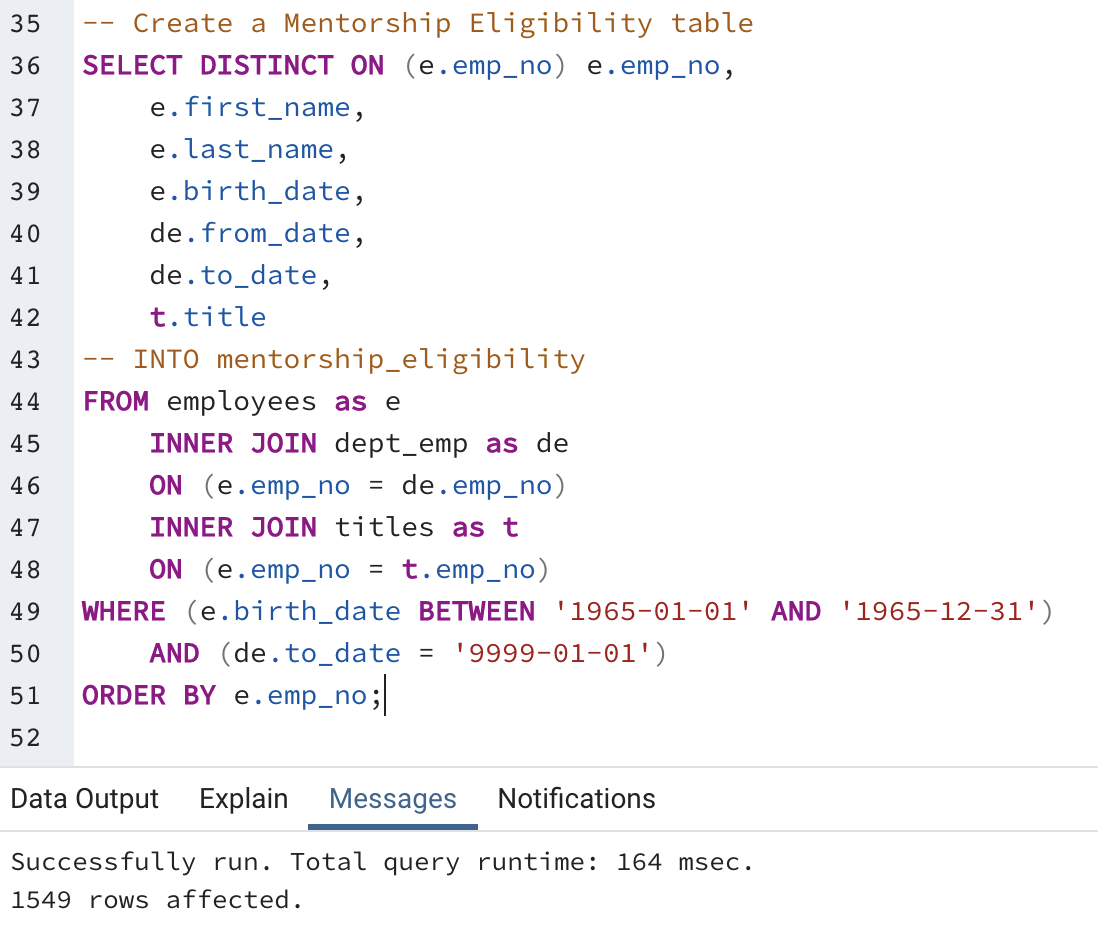 35 -- Create a Mentorship Eligibility table
36 SELECT DISTINCT ON (e.emp_no) e.emp_no,
37     e.first_name,
38     e.last_name,
39     e.birth_date,
40     de.from_date,
41     de.to_date,
42     t.title
43 -- INTO mentorship_eligibility
44 FROM employees as e
45     INNER JOIN dept_emp as de
46     ON (e.emp_no = de.emp_no)
47     INNER JOIN titles as t
48     ON (e.emp_no = t.emp_no)
49 WHERE (e.birth_date BETWEEN '1965-01-01' AND '1965-12-31')
50     AND (de.to_date = '9999-01-01')
51 ORDER BY e.emp_no;
52
Data Output Explain Messages Notifications
Successfully run. Total query runtime: 164 msec.
1549 rows affected.